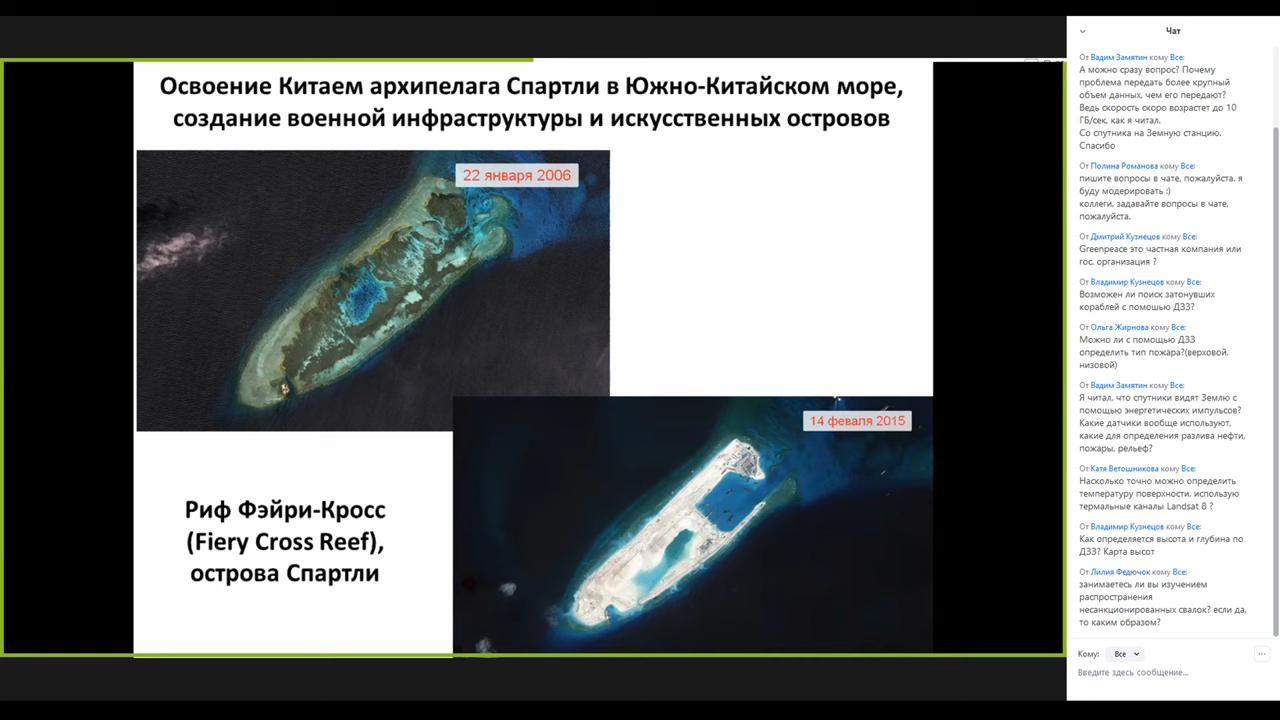 Освоение Китаем архипелага Спартли в Южно-Китайском море,
создание военной инфраструктуры и искусственных островов
22 января 2006
14 феваля 2015
Риф Фэйри-Кросс
(Fiery Cross Reef),
острова Спартли
Чат
От Вадим Замятин кому Все:
А можно сразу вопрос? Почему
проблема передать более крупный
объем данных, чем его передают?
Ведь скорость скоро возрастет до 10
ГБ/сек, как я читал.
Со спутника на Земную станцию.
Спасибо
От Полина Романова кому Все:
пишите вопросы в чате, пожалуйста. я
буду модерировать :)
коллеги, задавайте вопросы в чате,
пожалуйста.
От Дмитрий Кузнецов кому Все:
Greenpeace это частная компания или
гос. организация ?
От Владимир Кузнецов кому Все:
Возможен ли поиск затонувших
кораблей с помошью ДЗЗ?
От Ольга Жирнова кому Все:
Можно ли с помощью ДЗЗ
определить тип пожара?(верховой,
низовой)
От Вадим Замятин кому Все:
Я читал, что спутники видят Землю с
помощью энергетических импульсов?
Какие датчики вообще используют,
какие для определения разлива нефти,
пожары, рельеф?
От Катя Ветошникова кому Все:
Насколько точно можно определить
температуру поверхности, использую
термальные каналы Landsat 8 ?
От Владимир Кузнецов кому Все:
Как определяется высота и глубина по
ДЗЗ? Карта высот
От Лилия Федючок кому Все:
занимаетесь ли вы изучением
распространения
несанкционированных свалок? если да,
то каким образом?
Кому: Все
Введите здесь сообщение...